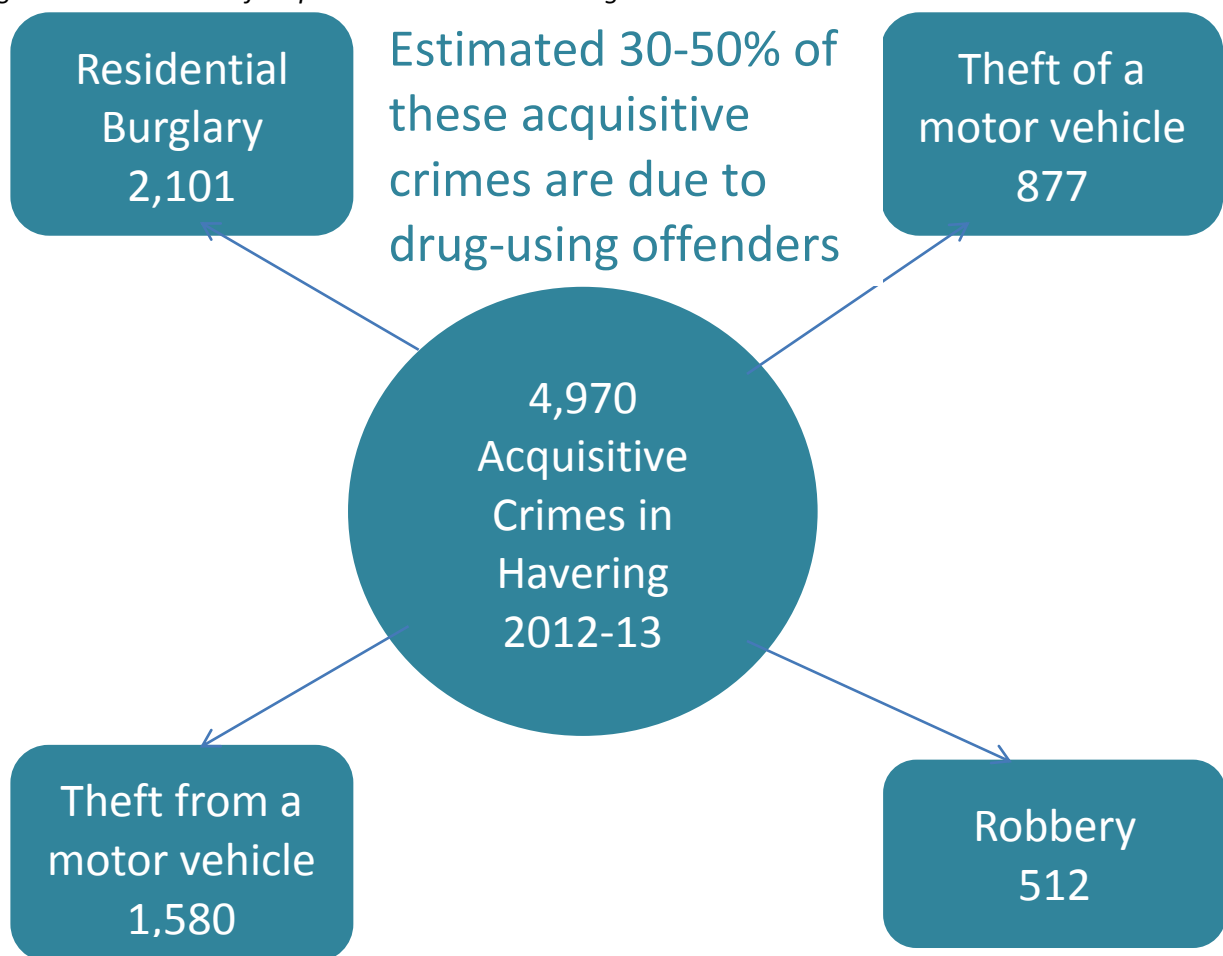 Residential
Burglary
2,101
Estimated 30-50% of
these acquisitive
crimes are due to
drug-using offenders
Theft of a
motor vehicle
877
4,970
Acquisitive
Crimes in
Havering
2012-13
Theft from a
motor vehicle
1,580
Robbery
512